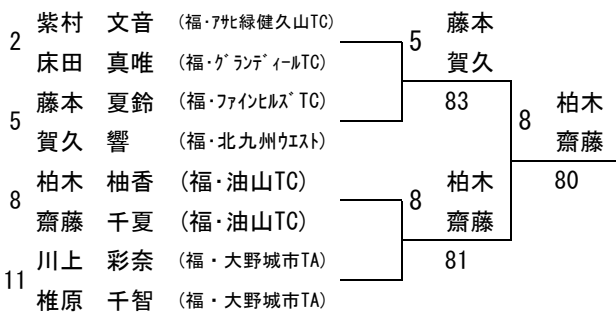 2 紫村 文音 (福・ｱｻﾋ緑健久山TC)
床田 真唯 (福・ｸﾞﾗﾝﾃﾞｨｰﾙTC)
5 藤本
賀久
83
5 藤本 夏鈴 (福・ﾌｧｲﾝﾋﾙｽﾞTC)
賀久 響 (福・北九州ｳｴｽﾄ)
8 柏木
齋藤
80
8 柏木 柚香 (福・油山TC)
齋藤 千夏 (福・油山TC)
8 柏木
齋藤
81
11 川上 彩奈 (福・大野城市TA)
椎原 千智 (福・大野城市TA)